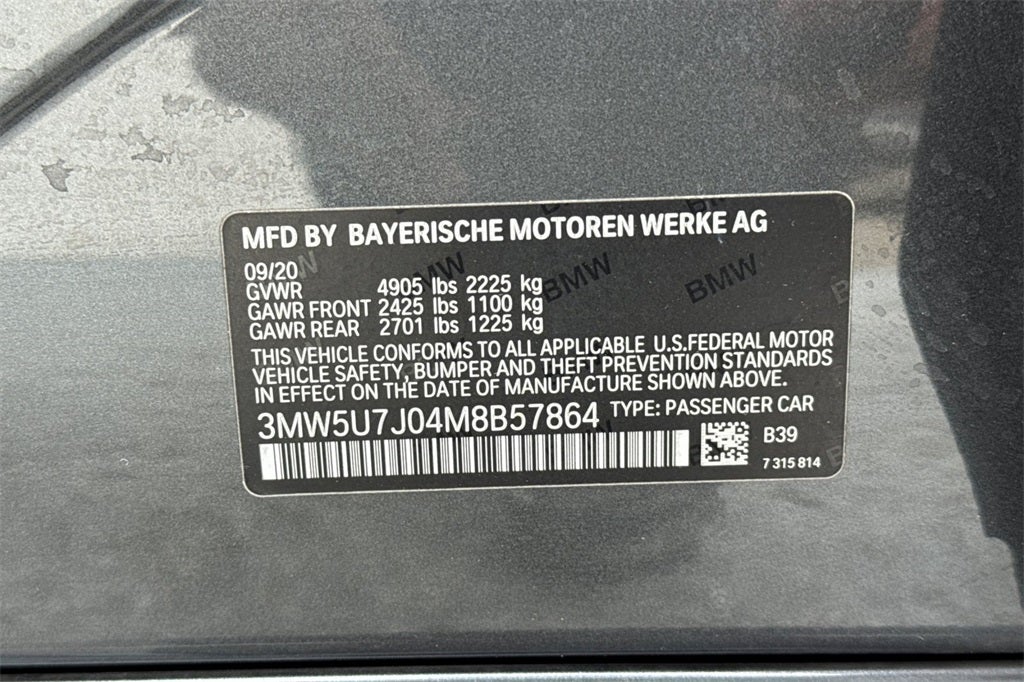 MFD BY BAYERISCHE MOTOREN WERKE AG
09/20
GVWR 4905 lbs 2225 kg
GAWR FRONT 2425 lbs 1100 kg
GAWR REAR 2701 lbs 1225 kg
THIS VEHICLE CONFORMS TO ALL APPLICABLE U.S.FEDERAL MOTOR
VEHICLE SAFETY, BUMPER AND THEFT PREVENTION STANDARDS
IN EFFECT ON THE DATE OF MANUFACTURE SHOWN ABOVE.
3MW5U7J04M8B57864 TYPE: PASSENGER CAR
B39
7 315 814
BMW
BMW
BMW